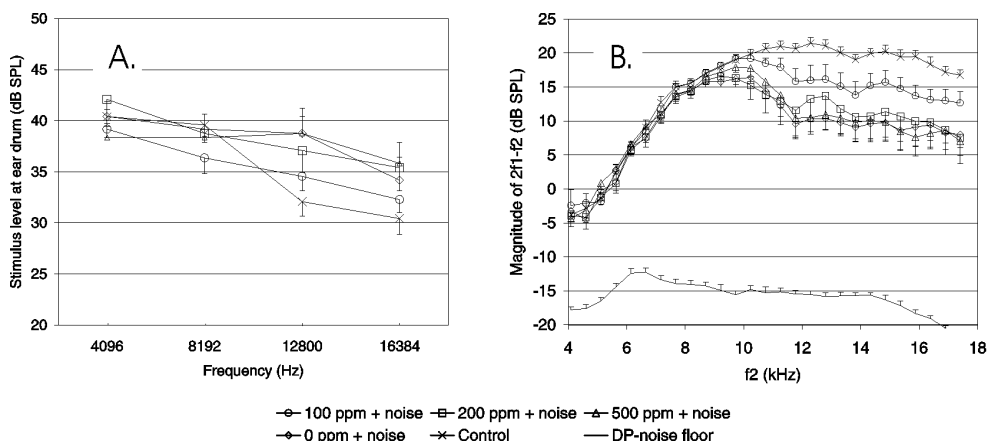 A.
Stimulus level at ear drum (dB SPL)
50
45
40
35
30
25
20
4096 8192 12800 16384
Frequency (Hz)
B.
Magnitude of 2f1-f2 (dB SPL)
25
20
15
10
5
0
-5
-10
-15
-20
4 6 8 10 12 14 16 18
f2 (kHz)
100 ppm + noise 200 ppm + noise 500 ppm + noise
0 ppm + noise Control DP-noise floor